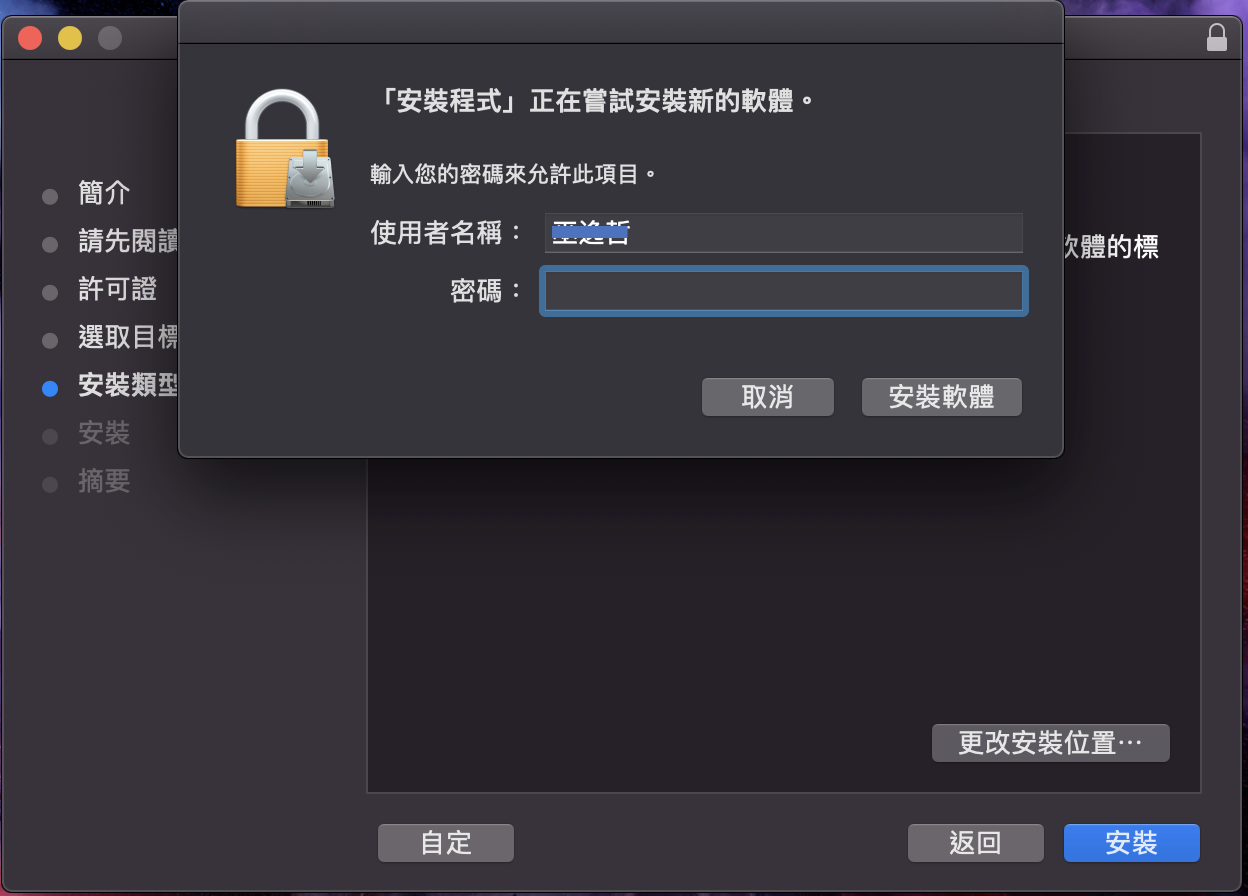 「安裝程式」正在嘗試安裝新的軟體。
輸入您的密碼來允許此項目。
使用者名稱：
密碼：
取消
安裝軟體
簡介
請先閱讀
許可證
選取目標
安裝類型
安裝
摘要
軟體的標
更改安裝位置⋯
自定
返回
安裝